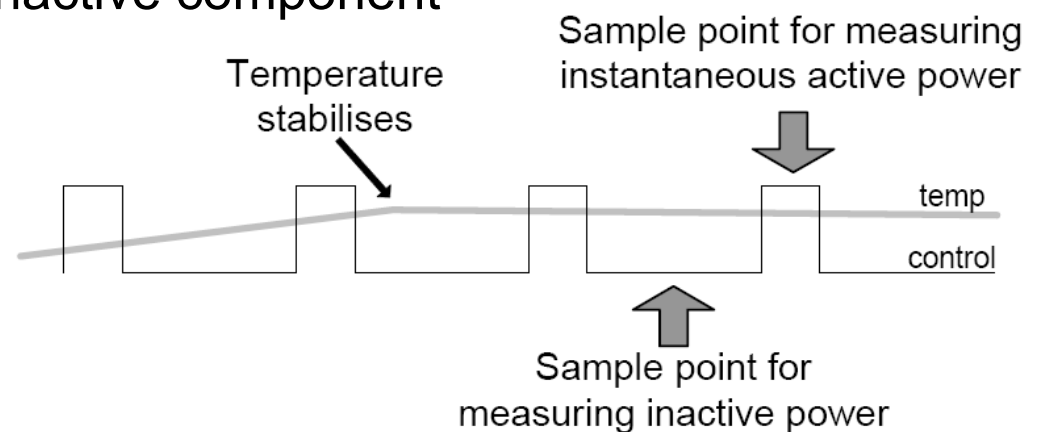 inactive component
Sample point for measuring
instantaneous active power
Temperature
stabilises
temp
control
Sample point for
measuring inactive power